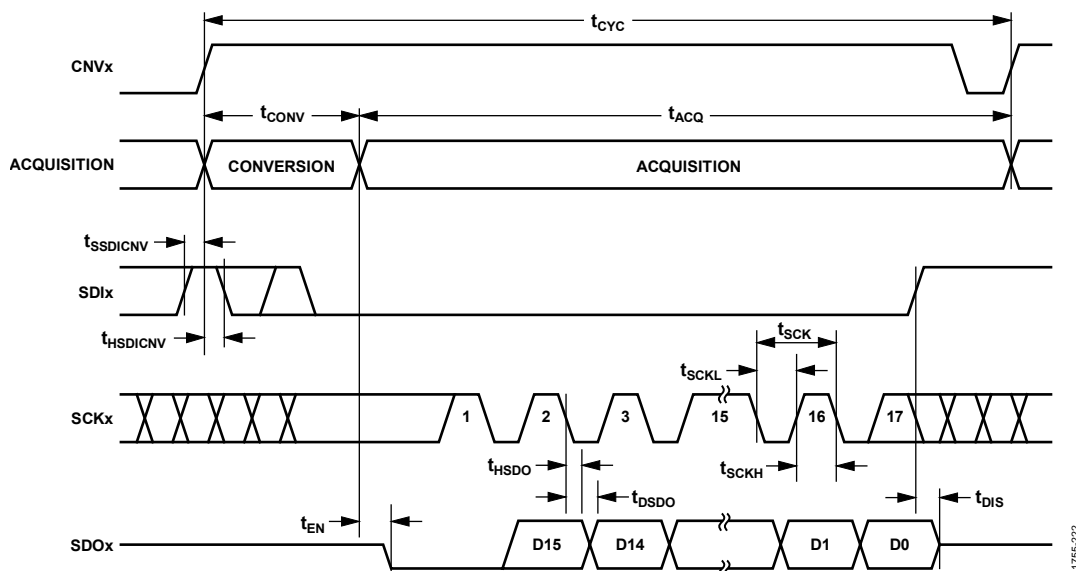 tCYC
CNVx
tCONV
tACQ
ACQUISITION
CONVERSION
ACQUISITION
tSSDICNV
SDIx
tHSDICNV
tSCK
tSCKL
SCKx
1
2
3
15
16
17
tHSDO
tSCKH
tDSDO
tDIS
tEN
SDOx
D15
D14
D1
D0